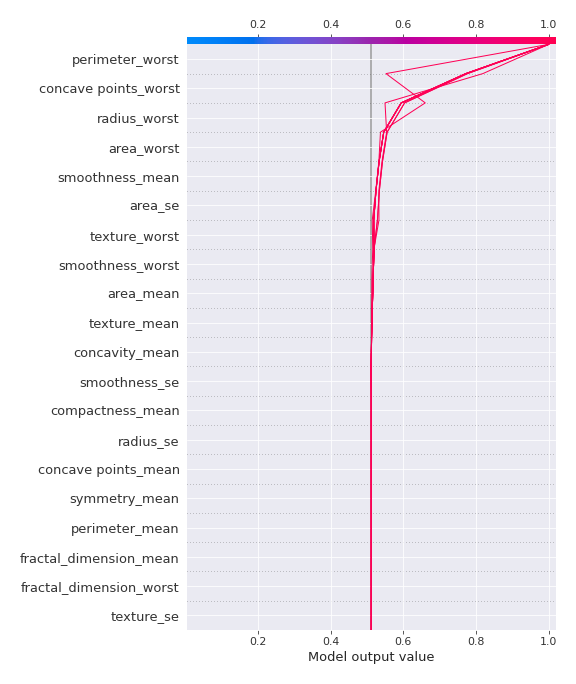 0.2 0.4 0.6 0.8 1.0
perimeter_worst
concave points_worst
radius_worst
area_worst
smoothness_mean
area_se
texture_worst
smoothness_worst
area_mean
texture_mean
concavity_mean
smoothness_se
compactness_mean
radius_se
concave points_mean
symmetry_mean
perimeter_mean
fractal_dimension_mean
fractal_dimension_worst
texture_se
0.2 0.4 0.6 0.8 1.0
Model output value